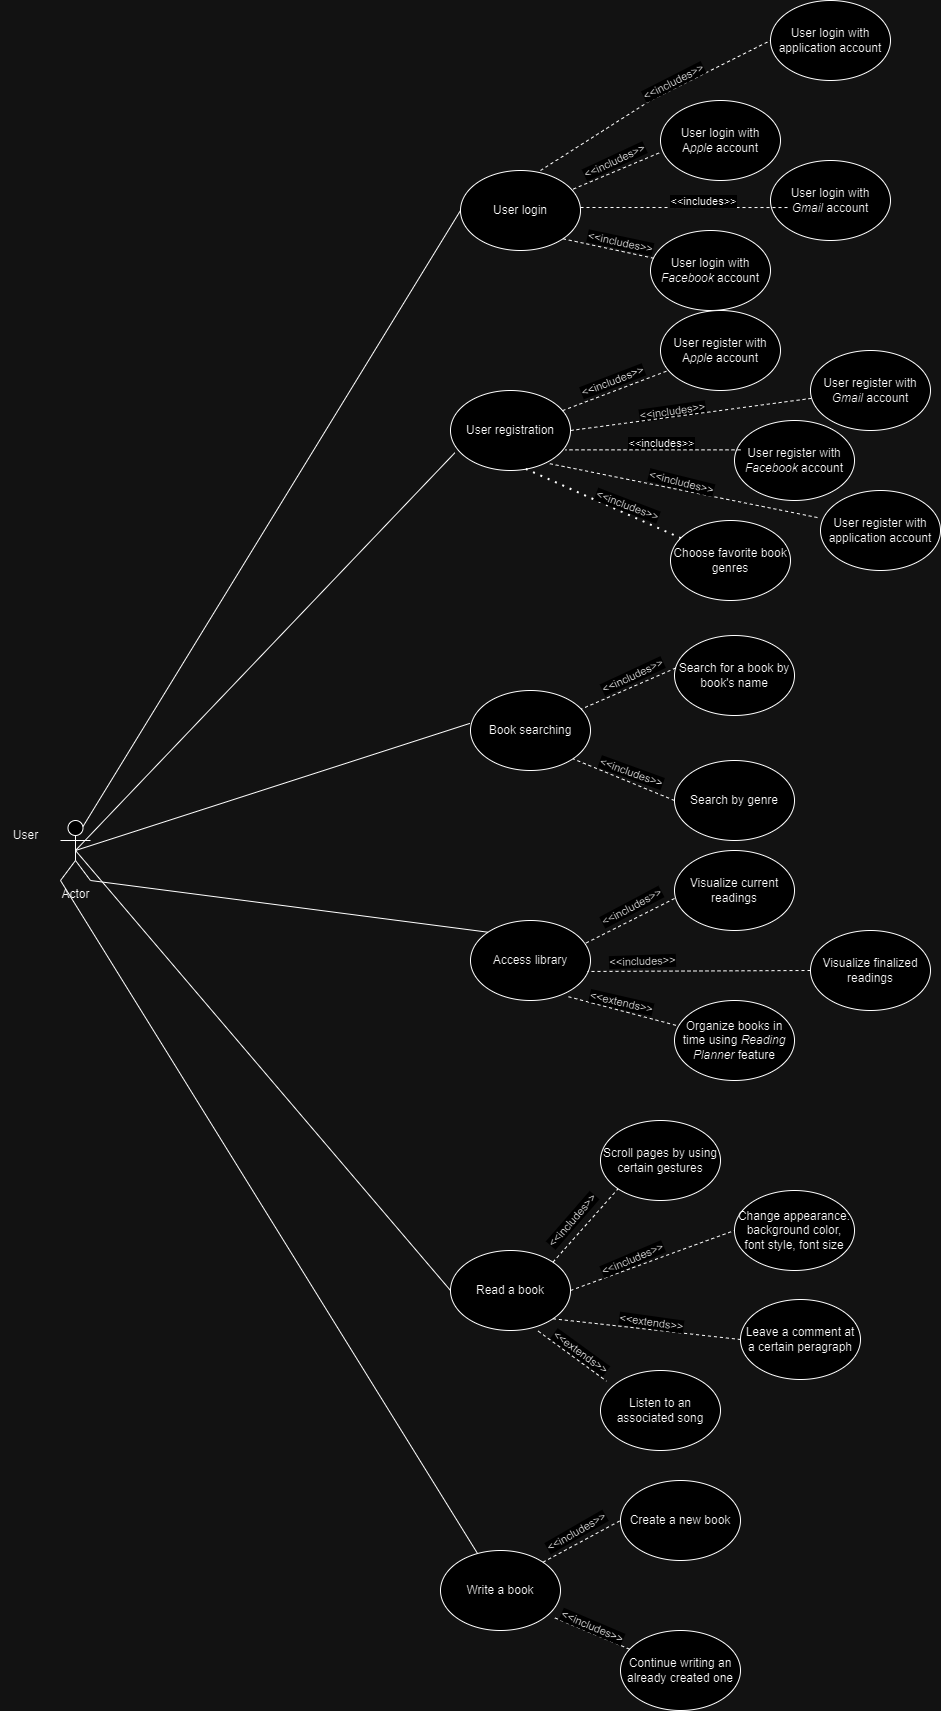 User login with
application account
<<includes>>
User login with
Apple account
<<includes>>
User login with
Gmail account
<<includes>>
User login
<<includes>>
User login with
Facebook account
User register with
Apple account
<<includes>>
User register with
Gmail account
<<includes>>
User registration
<<includes>>
User register with
Facebook account
<<includes>>
User register with
application account
<<includes>>
Choose favorite book
genres
Search for a book by
book's name
<<includes>>
Book searching
<<includes>>
Search by genre
User
Actor
Visualize current
readings
<<includes>>
Access library
<<includes>>
Visualize finalized
readings
<<extends>>
Organize books in
time using Reading
Planner feature
Scroll pages by using
certain gestures
<<includes>>
Change appearance:
background color,
font style, font size
<<includes>>
Read a book
<<extends>>
Leave a comment at
a certain peragraph
<<extends>>
Listen to an
associated song
Create a new book
<<includes>>
Write a book
<<includes>>
Continue writing an
already created one